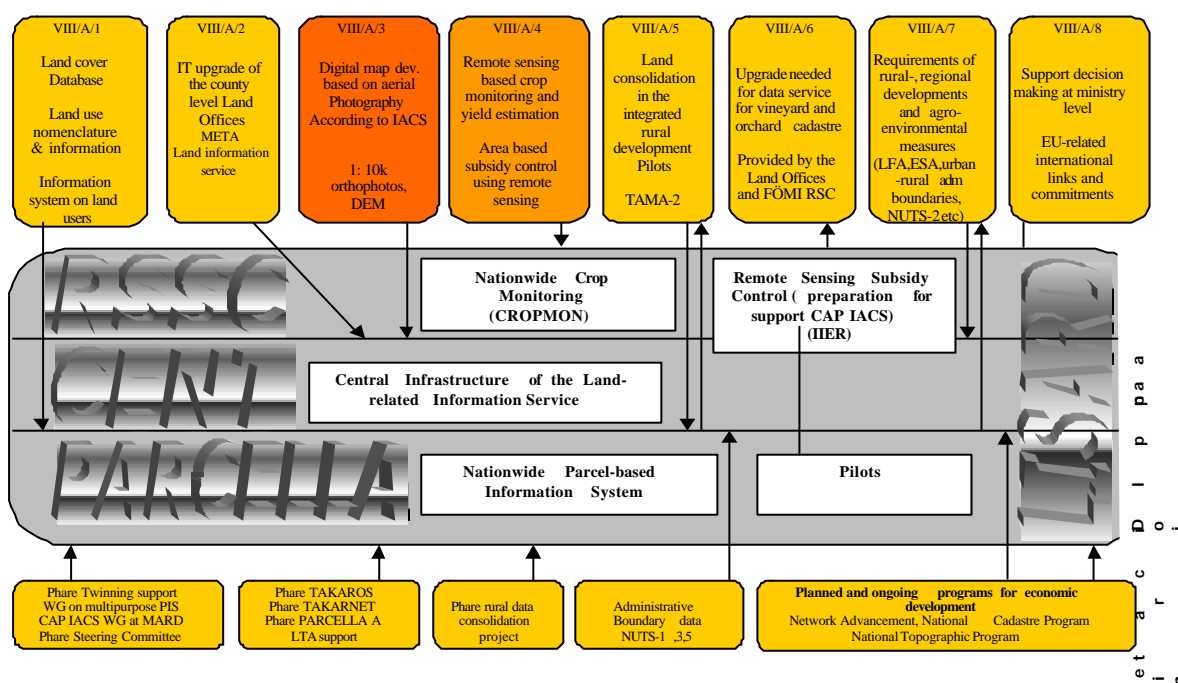 VIII/A/1
Land cover
Database
Land use
nomenclature
& information
Information
system on land
users
VIII/A/2
IT upgrade of
the county
level Land
Offices
META
Land information
service
VIII/A/3
Digital map dev.
based on aerial
Photography
According to IACS
1: 10k
orthophotos,
DEM
VIII/A/4
Remote sensing
based crop
monitoring and
yield estimation
Area based
subsidy control
using remote
sensing
VIII/A/5
Land
consolidation
in the
integrated
rural
development
Pilots
TAMA-2
VIII/A/6
Upgrade needed
for data service
for vineyard and
orchard cadastre
Provided by the
Land Offices
and FÖMI RSC
VIII/A/7
Requirements of
rural-, regional
developments
and agro-
environmental
measures
(LFA,ESA,urban
-rural adm
boundaries,
NUTS-2 etc)
VIII/A/8
Support decision
making at ministry
level
EU-related
international
links and
commitments
Nationwide Crop
Monitoring
(CROPMON)
Remote Sensing Subsidy
Control ( preparation for
support CAP IACS)
(IIER)
Central Infrastructure of the Land-
related Information Service
PARCELLA
Nationwide Parcel-based
Information System
Pilots
Phare Twinning support
WG on multipurpose PIS
CAP IACS WG at MARD
Phare Steering Committee
Phare TAKAROS
Phare TAKARNET
Phare PARCELLA A
LTA support
Phare rural data
consolidation
project
Administrative
Boundary data
NUTS-1 ,3,5
Planned and ongoing programs for economic
development
Network Advancement, National Cadastre Program
National Topographic Program